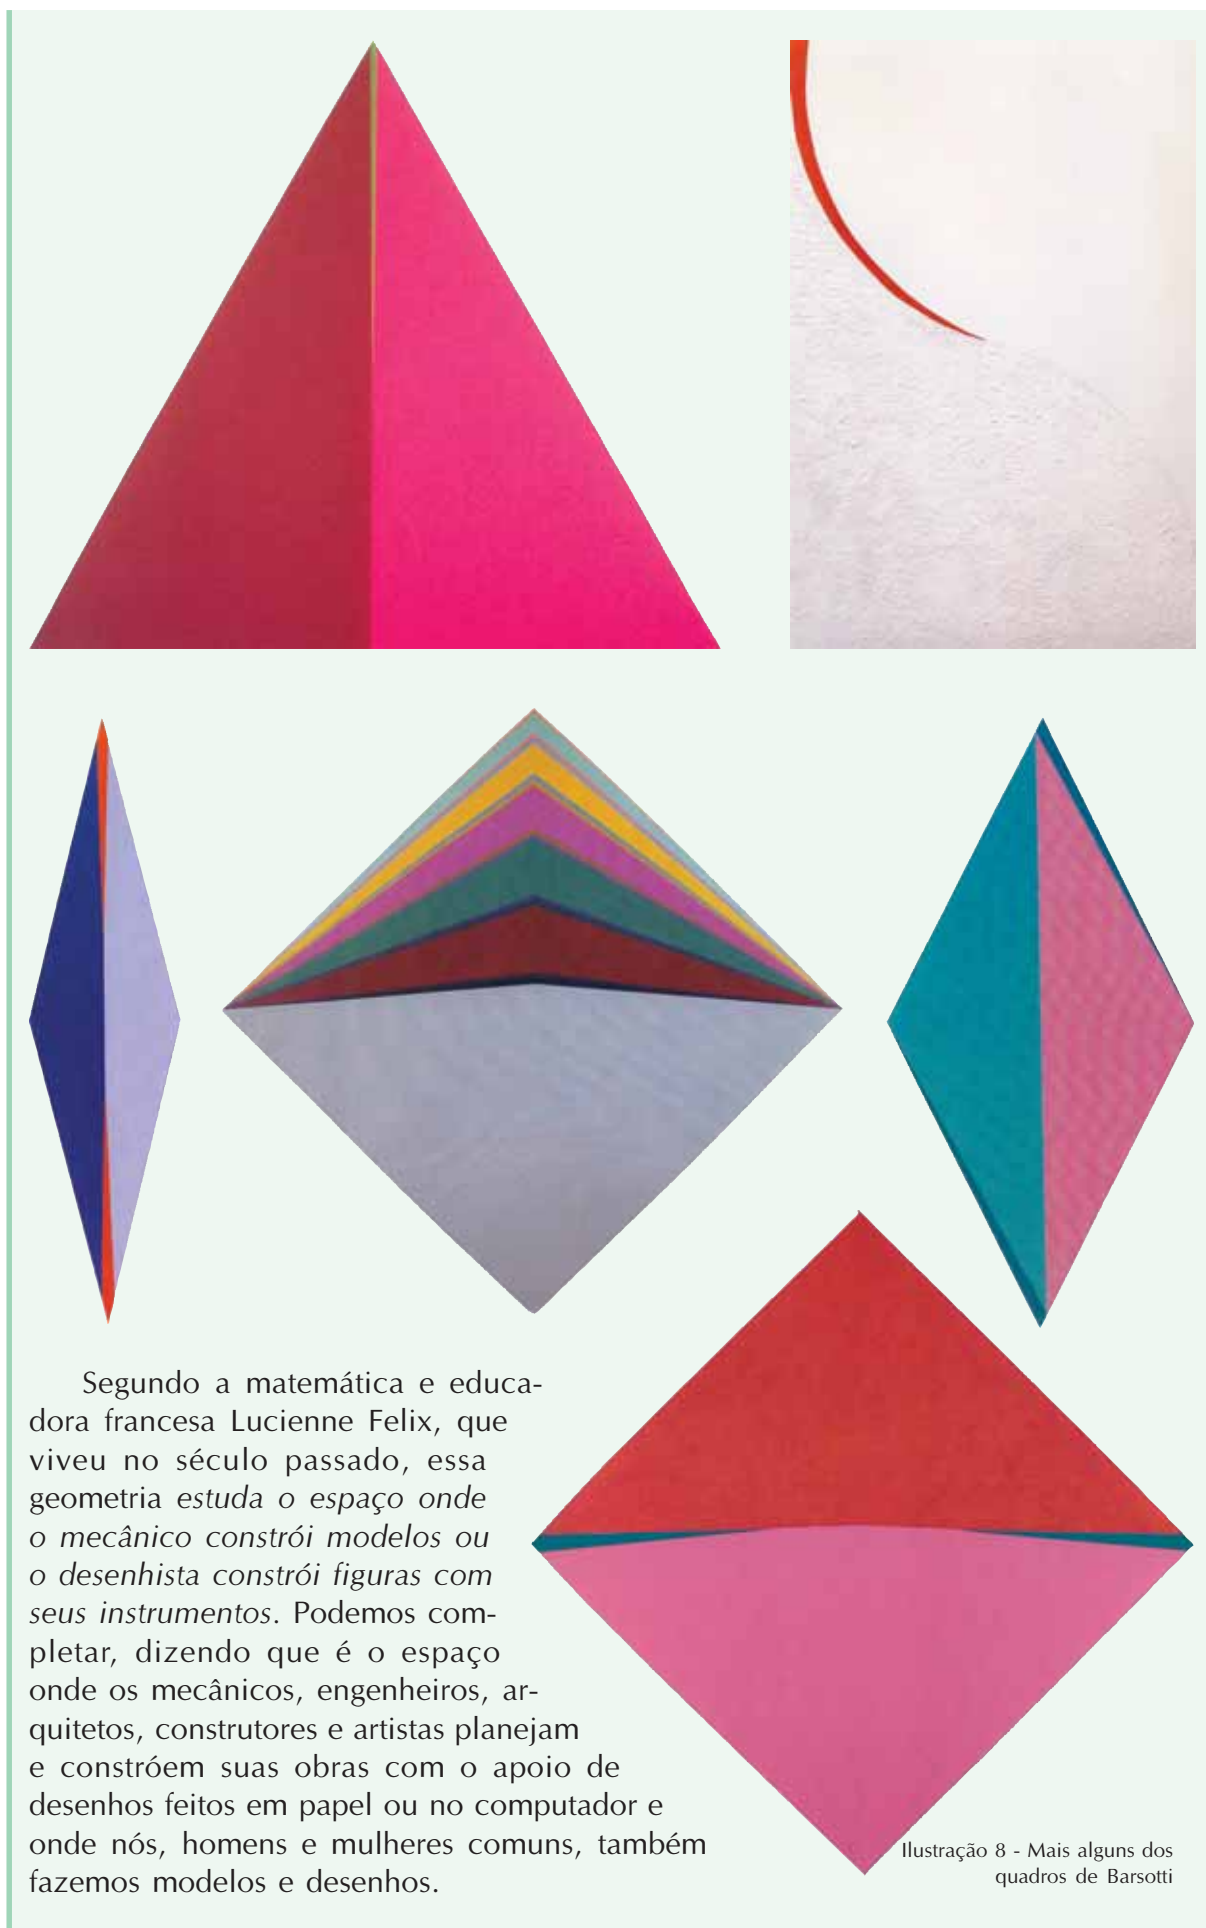 Segundo a matemática e educa-
dora francesa Lucienne Felix, que
viveu no século passado, essa
geometria estuda o espaço onde
o mecânico constrói modelos ou
o desenhista constrói figuras com
seus instrumentos. Podemos com-
pletar, dizendo que é o espaço
onde os mecânicos, engenheiros, ar-
quitetos, construtores e artistas planejam
e constróem suas obras com o apoio de
desenhos feitos em papel ou no computador e
onde nós, homens e mulheres comuns, também
fazemos modelos e desenhos.
Ilustração 8 - Mais alguns dos
quadros de Barsotti